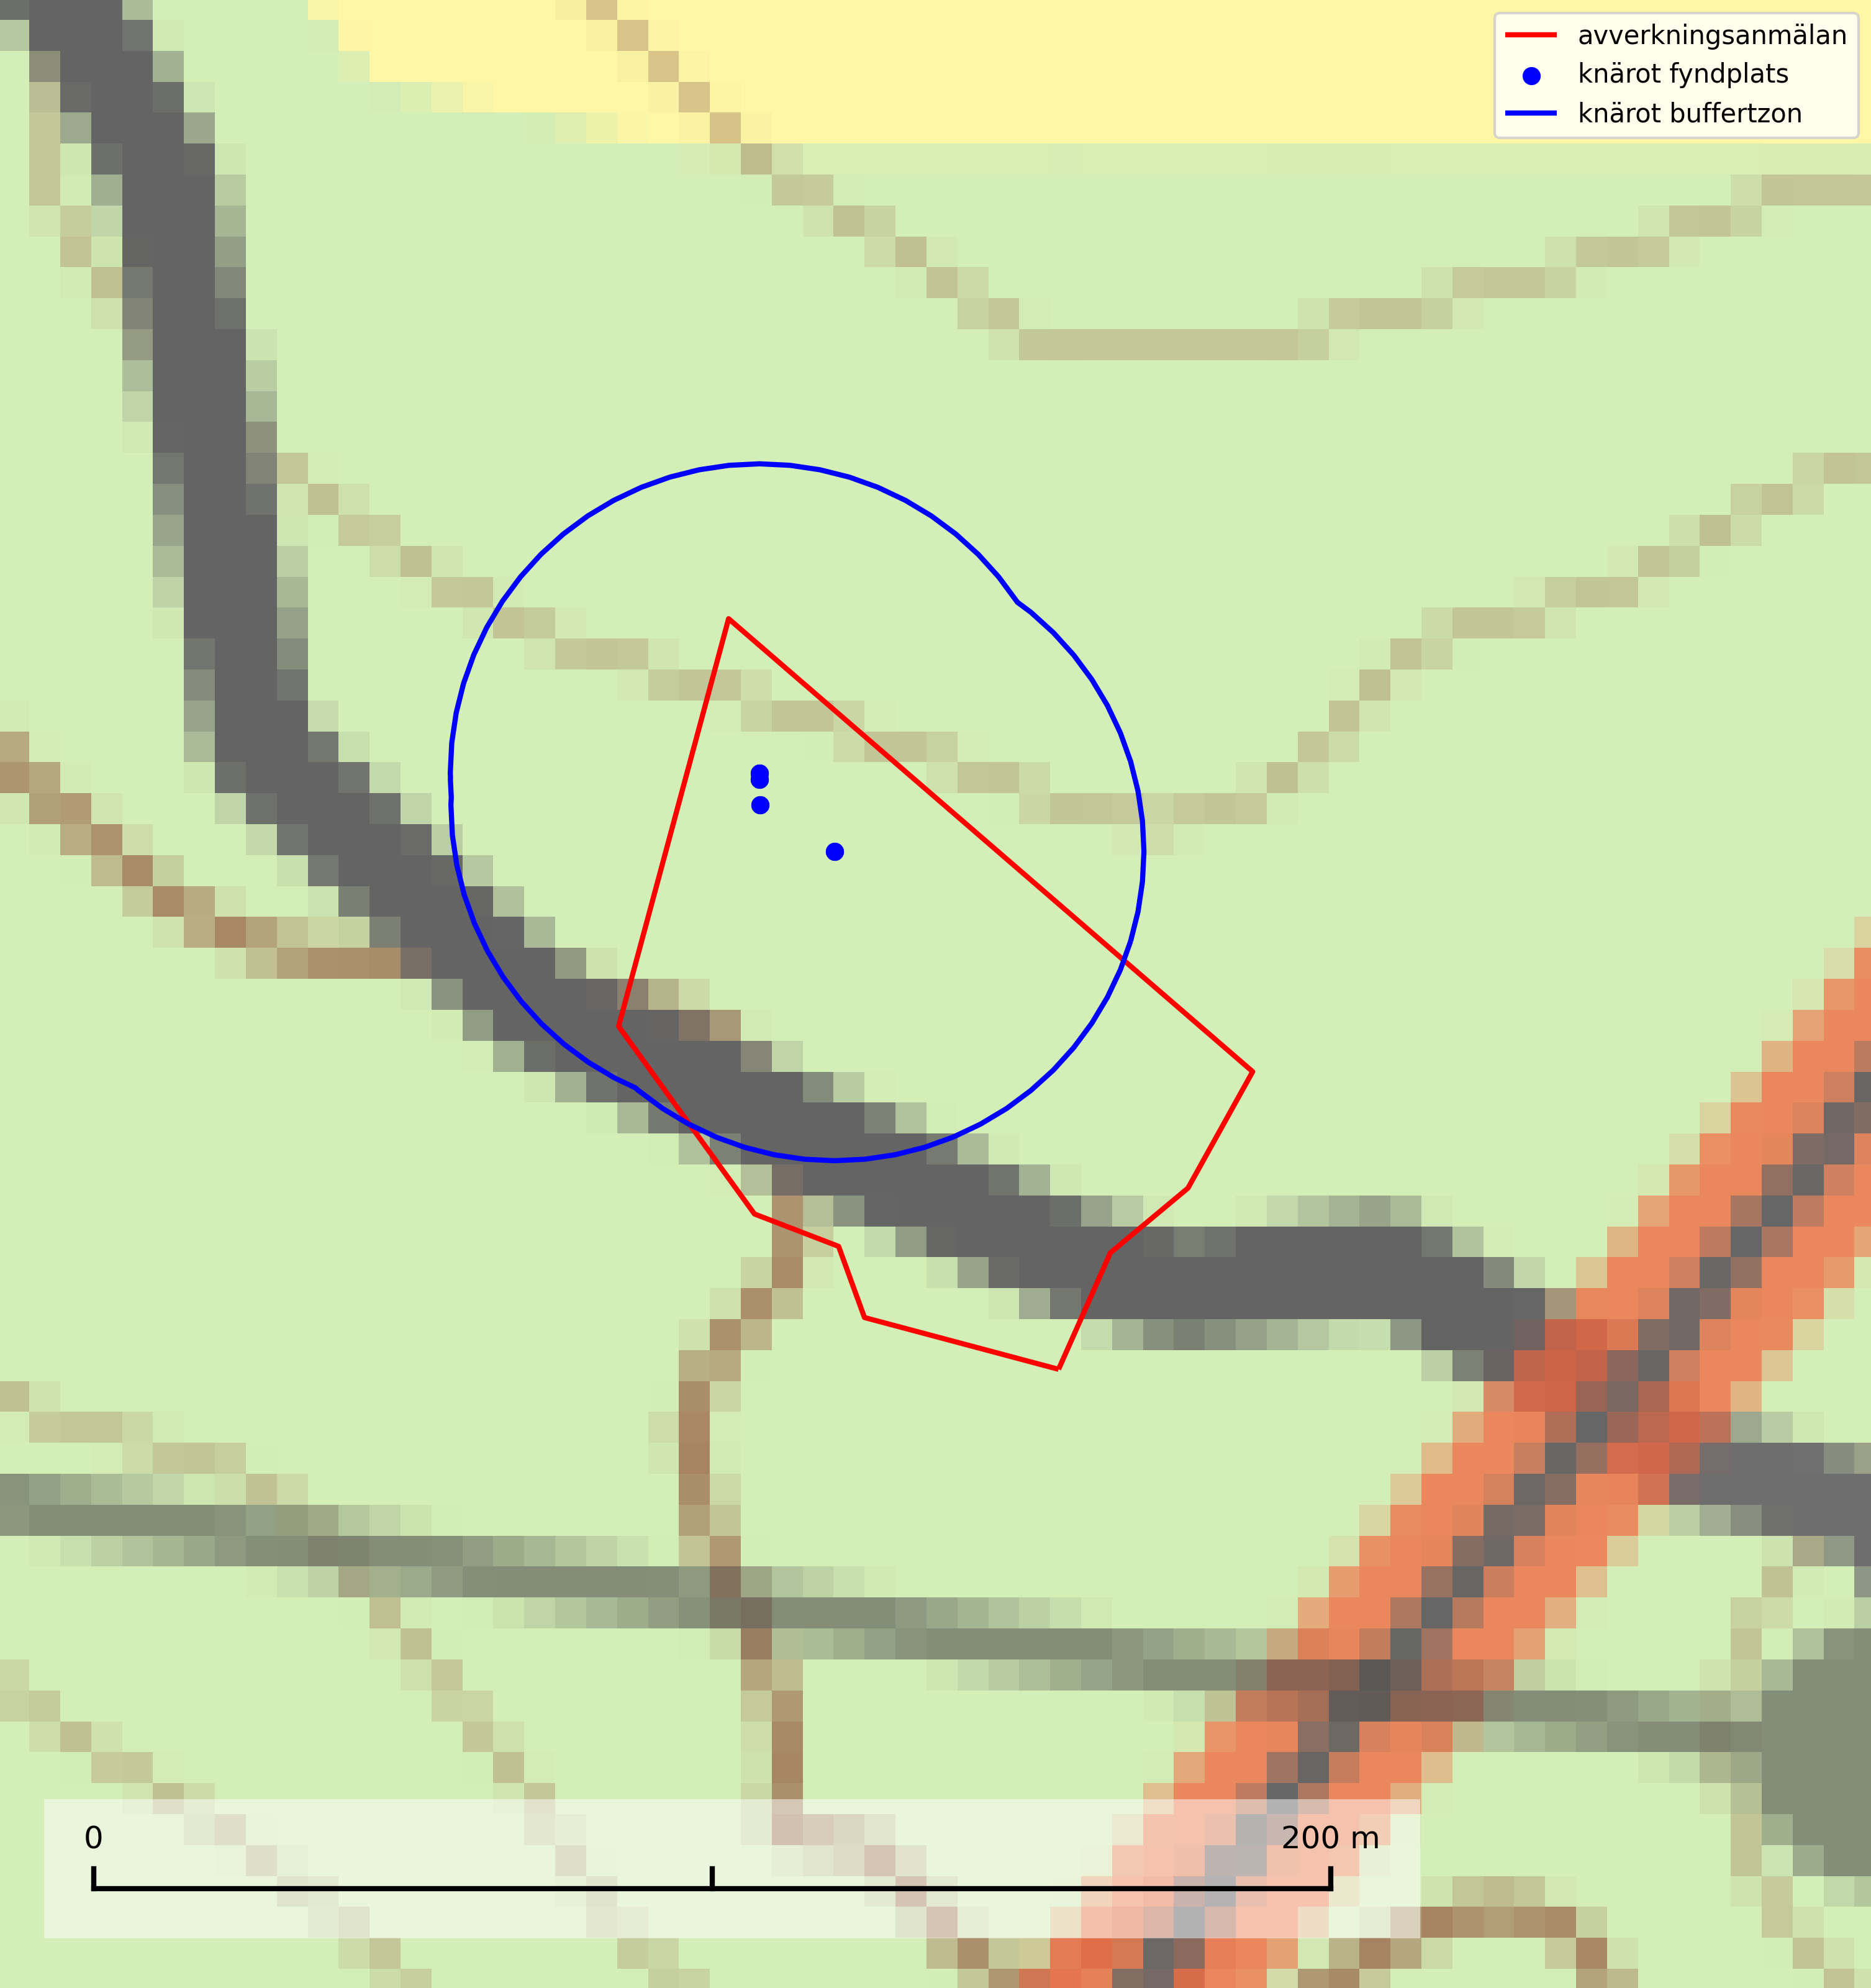 avverkningsanmälan
knärot fyndplats
knärot buffertzon
0
200 m